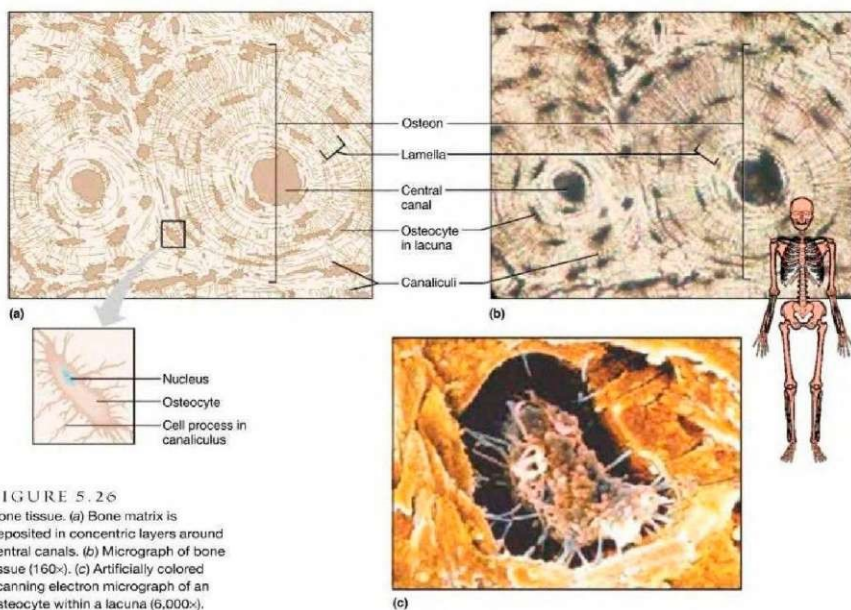 Osteon
Lamella
Central
canal
Osteocyte
in lacuna
Canaliculi
(a)
(b)
Nucleus
Osteocyte
Cell process in
canaliculus
IGURE 5.26
one tissue. (a) Bone matrix is
eposited in concentric layers around
entral canals. (b) Micrograph of bone
issue (160×). (c) Artificially colored
canning electron micrograph of an
steocyte within a lacuna (6,000×).
(c)